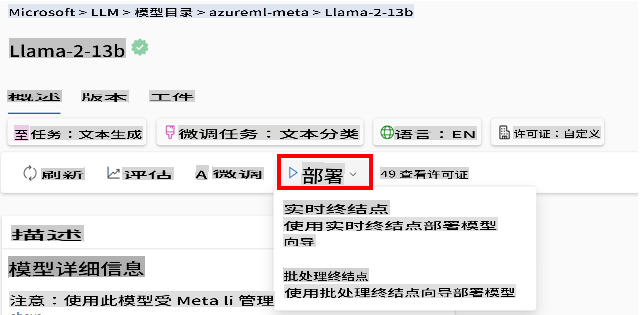 Microsoft > LLM > 模型目录 > azureml-meta > Llama-2-13b
Llama-2-13b
概述 版本 工件
至任务：文本生成 微调任务：文本分类 语言：EN 许可证：自定义
刷新 评估 A 微调 部署 49 查看许可证
实时终结点
使用实时终结点部署模型
向导
描述
模型详细信息
批处理终结点
使用批处理终结点向导部署模型
注意：使用此模型受 Meta li 管理
above